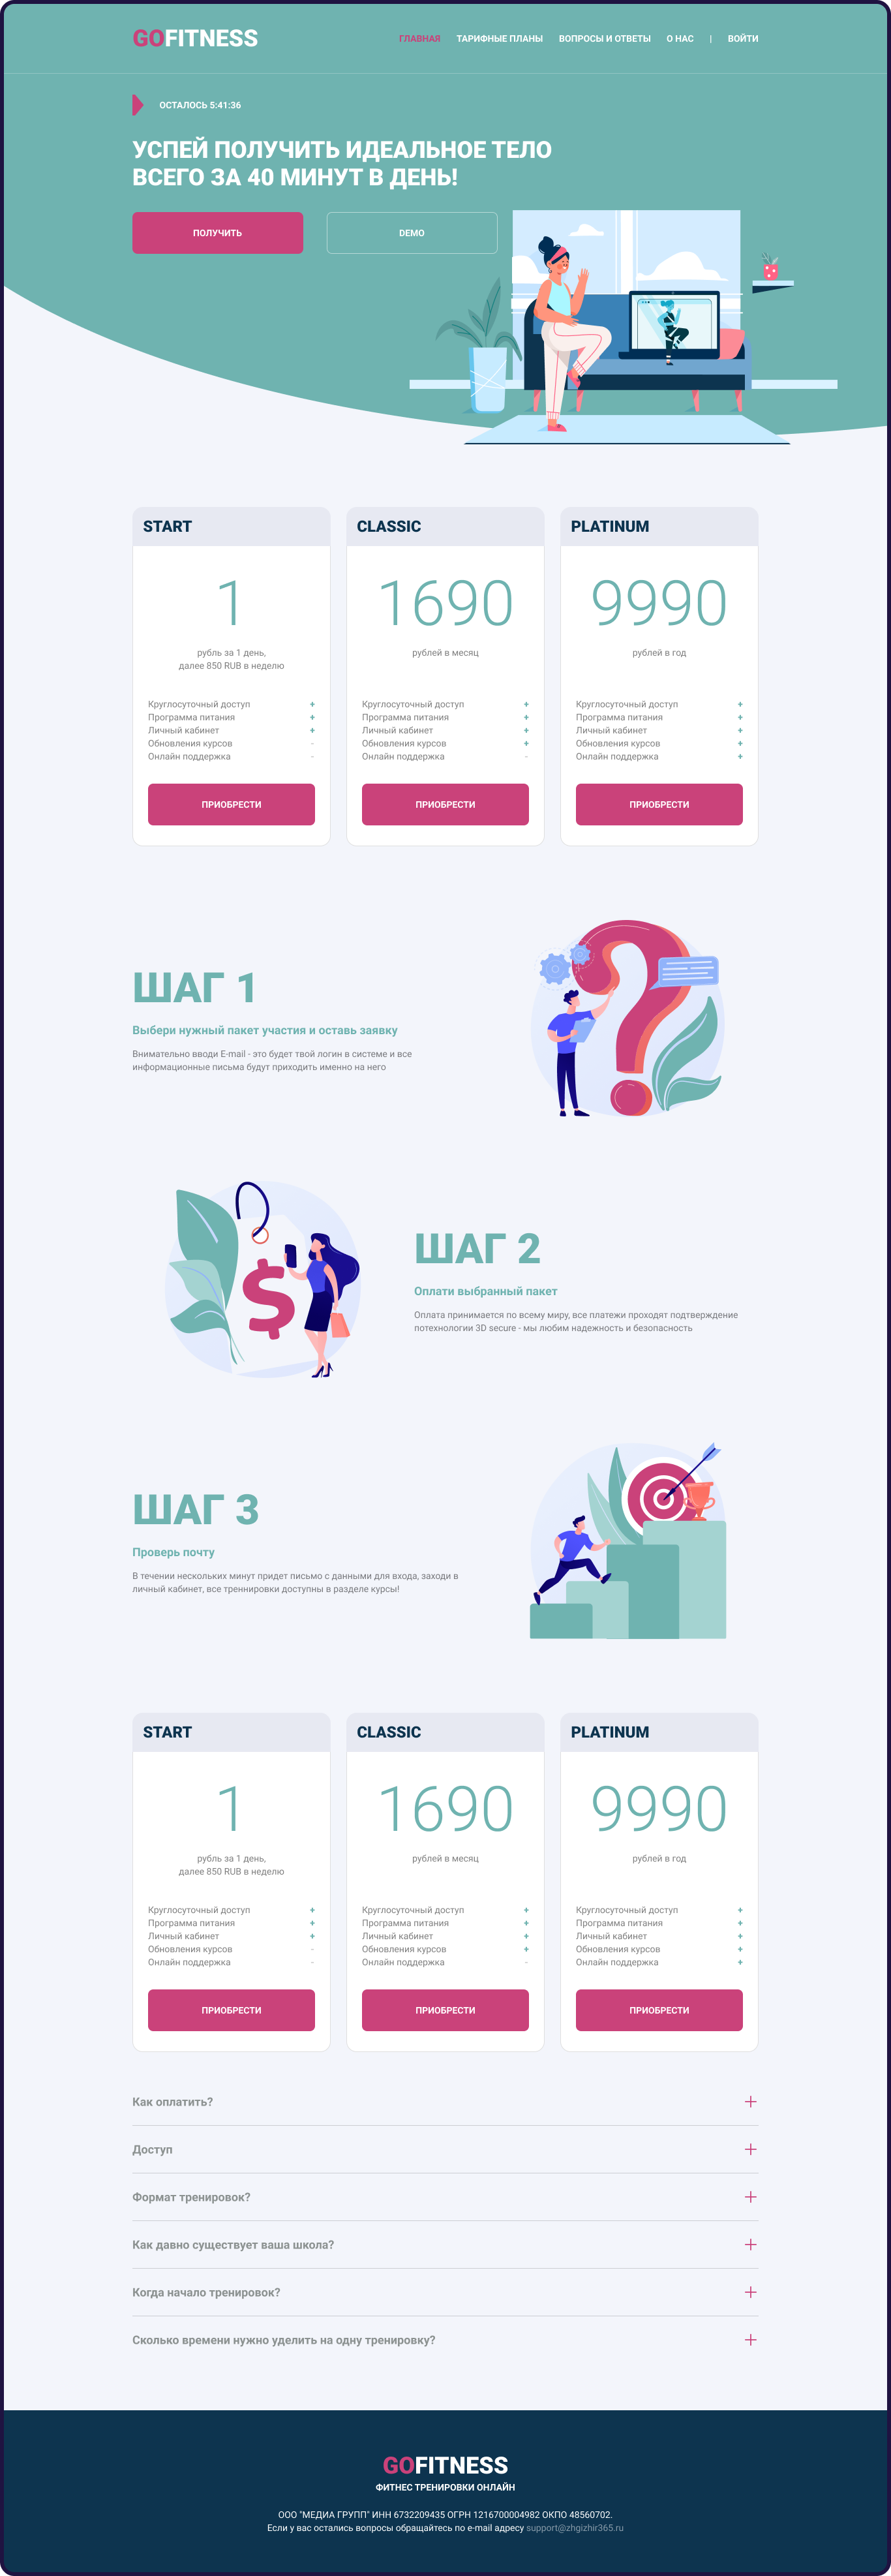 GOFITNESS
ГЛАВНАЯ ТАРИФНЫЕ ПЛАНЫ ВОПРОСЫ И ОТВЕТЫ О НАС | ВОЙТИ
ОСТАЛОСЬ 5:41:36
УСПЕЙ ПОЛУЧИТЬ ИДЕАЛЬНОЕ ТЕЛО
ВСЕГО ЗА 40 МИНУТ В ДЕНЬ!
ПОЛУЧИТЬ
DEMO
START
1
рубль за 1 день,
далее 850 RUB в неделю
Круглосуточный доступ +
Программа питания +
Личный кабинет +
Обновления курсов -
Онлайн поддержка -
ПРИОБРЕСТИ
CLASSIC
1690
рублей в месяц
Круглосуточный доступ +
Программа питания +
Личный кабинет +
Обновления курсов +
Онлайн поддержка -
ПРИОБРЕСТИ
PLATINUM
9990
рублей в год
Круглосуточный доступ +
Программа питания +
Личный кабинет +
Обновления курсов +
Онлайн поддержка +
ПРИОБРЕСТИ
ШАГ 1
Выбери нужный пакет участия и оставь заявку
Внимательно вводи E-mail - это будет твой логин в системе и все
информационные письма будут приходить именно на него
ШАГ 2
Оплати выбранный пакет
Оплата принимается по всему миру, все платежи проходят подтверждение
потехнологии 3D secure - мы любим надежность и безопасность
ШАГ 3
Проверь почту
В течении нескольких минут придет письмо с данными для входа, заходи в
личный кабинет, все треннировки доступны в разделе курсы!
START
1
рубль за 1 день,
далее 850 RUB в неделю
Круглосуточный доступ +
Программа питания +
Личный кабинет +
Обновления курсов -
Онлайн поддержка -
ПРИОБРЕСТИ
CLASSIC
1690
рублей в месяц
Круглосуточный доступ +
Программа питания +
Личный кабинет +
Обновления курсов +
Онлайн поддержка -
ПРИОБРЕСТИ
PLATINUM
9990
рублей в год
Круглосуточный доступ +
Программа питания +
Личный кабинет +
Обновления курсов +
Онлайн поддержка +
ПРИОБРЕСТИ
Как оплатить?
Доступ
Формат тренировок?
Как давно существует ваша школа?
Когда начало тренировок?
Сколько времени нужно уделить на одну тренировку?
GOFITNESS
ФИТНЕС ТРЕНИРОВКИ ОНЛАЙН
ООО "МЕДИА ГРУПП" ИНН 6732209435 ОГРН 1216700004982 ОКПО 48560702.
Если у вас остались вопросы обращайтесь по e-mail адресу support@zhgizhir365.ru